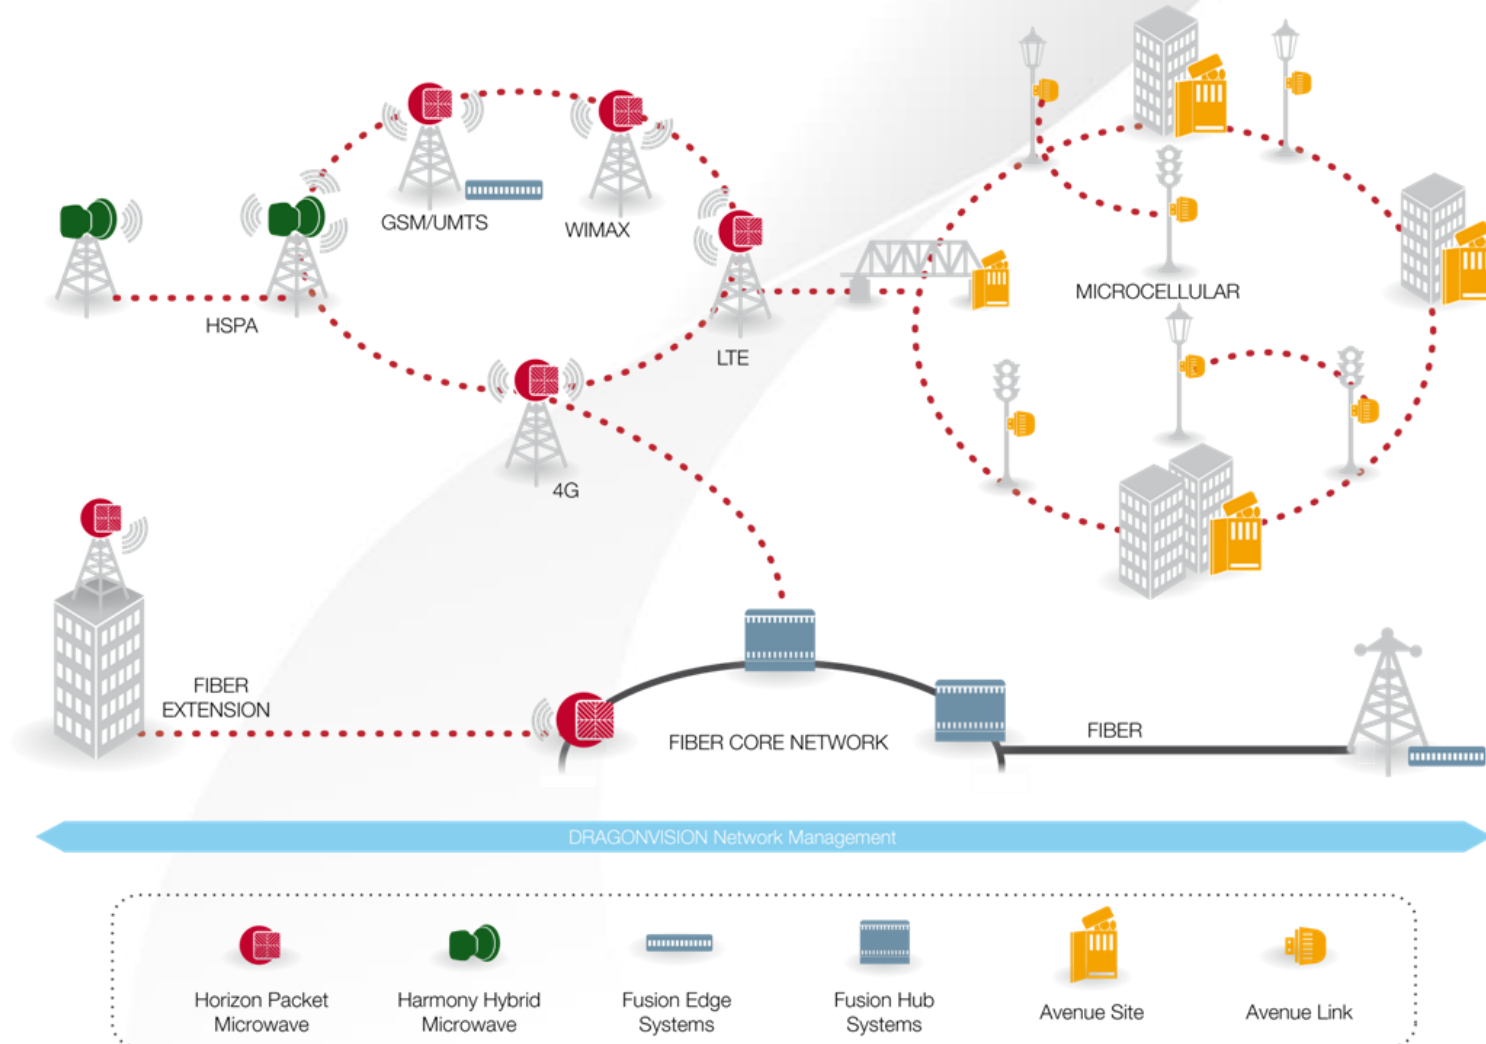 GSM/UMTS
WIMAX
HSPA
LTE
4G
MICROCELLULAR
FIBER
EXTENSION
FIBER CORE NETWORK
FIBER
DRAGONVISION Network Management
Horizon Packet
Microwave
Harmony Hybrid
Microwave
Fusion Edge
Systems
Fusion Hub
Systems
Avenue Site
Avenue Link